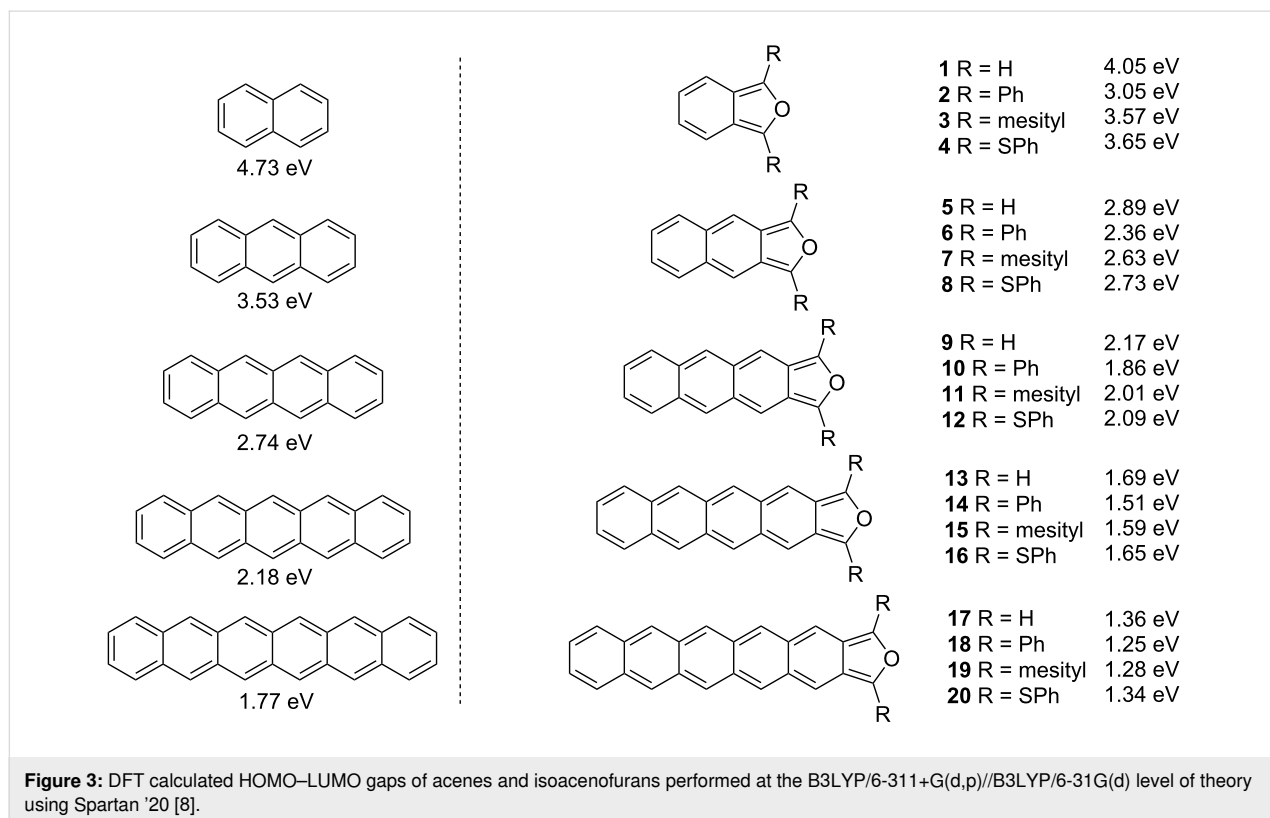 4.73 eV
R
O
R
1 R = H 4.05 eV
2 R = Ph 3.05 eV
3 R = mesityl 3.57 eV
4 R = SPh 3.65 eV
3.53 eV
R
O
R
5 R = H 2.89 eV
6 R = Ph 2.36 eV
7 R = mesityl 2.63 eV
8 R = SPh 2.73 eV
2.74 eV
R
O
R
9 R = H 2.17 eV
10 R = Ph 1.86 eV
11 R = mesityl 2.01 eV
12 R = SPh 2.09 eV
2.18 eV
R
O
R
13 R = H 1.69 eV
14 R = Ph 1.51 eV
15 R = mesityl 1.59 eV
16 R = SPh 1.65 eV
1.77 eV
R
O
R
17 R = H 1.36 eV
18 R = Ph 1.25 eV
19 R = mesityl 1.28 eV
20 R = SPh 1.34 eV
Figure 3: DFT calculated HOMO–LUMO gaps of acenes and isoacenofurans performed at the B3LYP/6-311+G(d,p)//B3LYP/6-31G(d) level of theory
using Spartan '20 [8].